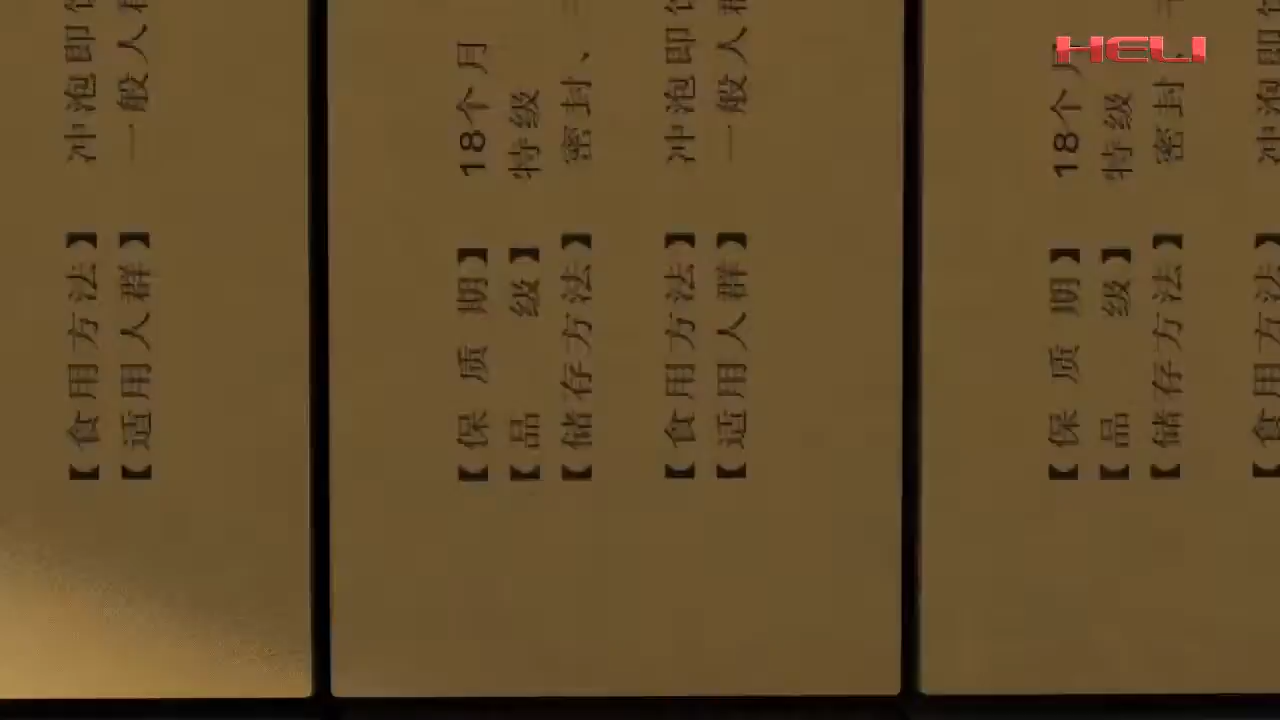 HELI
【食用方法】 冲泡即
【适用人群】 一般人
【保 质 期】 18个月
【品 级】 特级
【储存方法】 密封、
【食用方法】 冲泡即
【适用人群】 一般人
【保 质 期】 18个月
【品 级】 特级
【储存方法】 密封、
【食用方法】 冲泡即